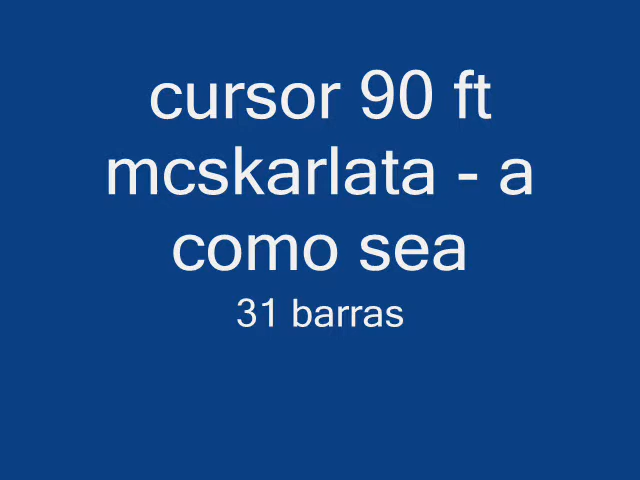 cursor 90 ft
mcskarlata - a
como sea
31 barras